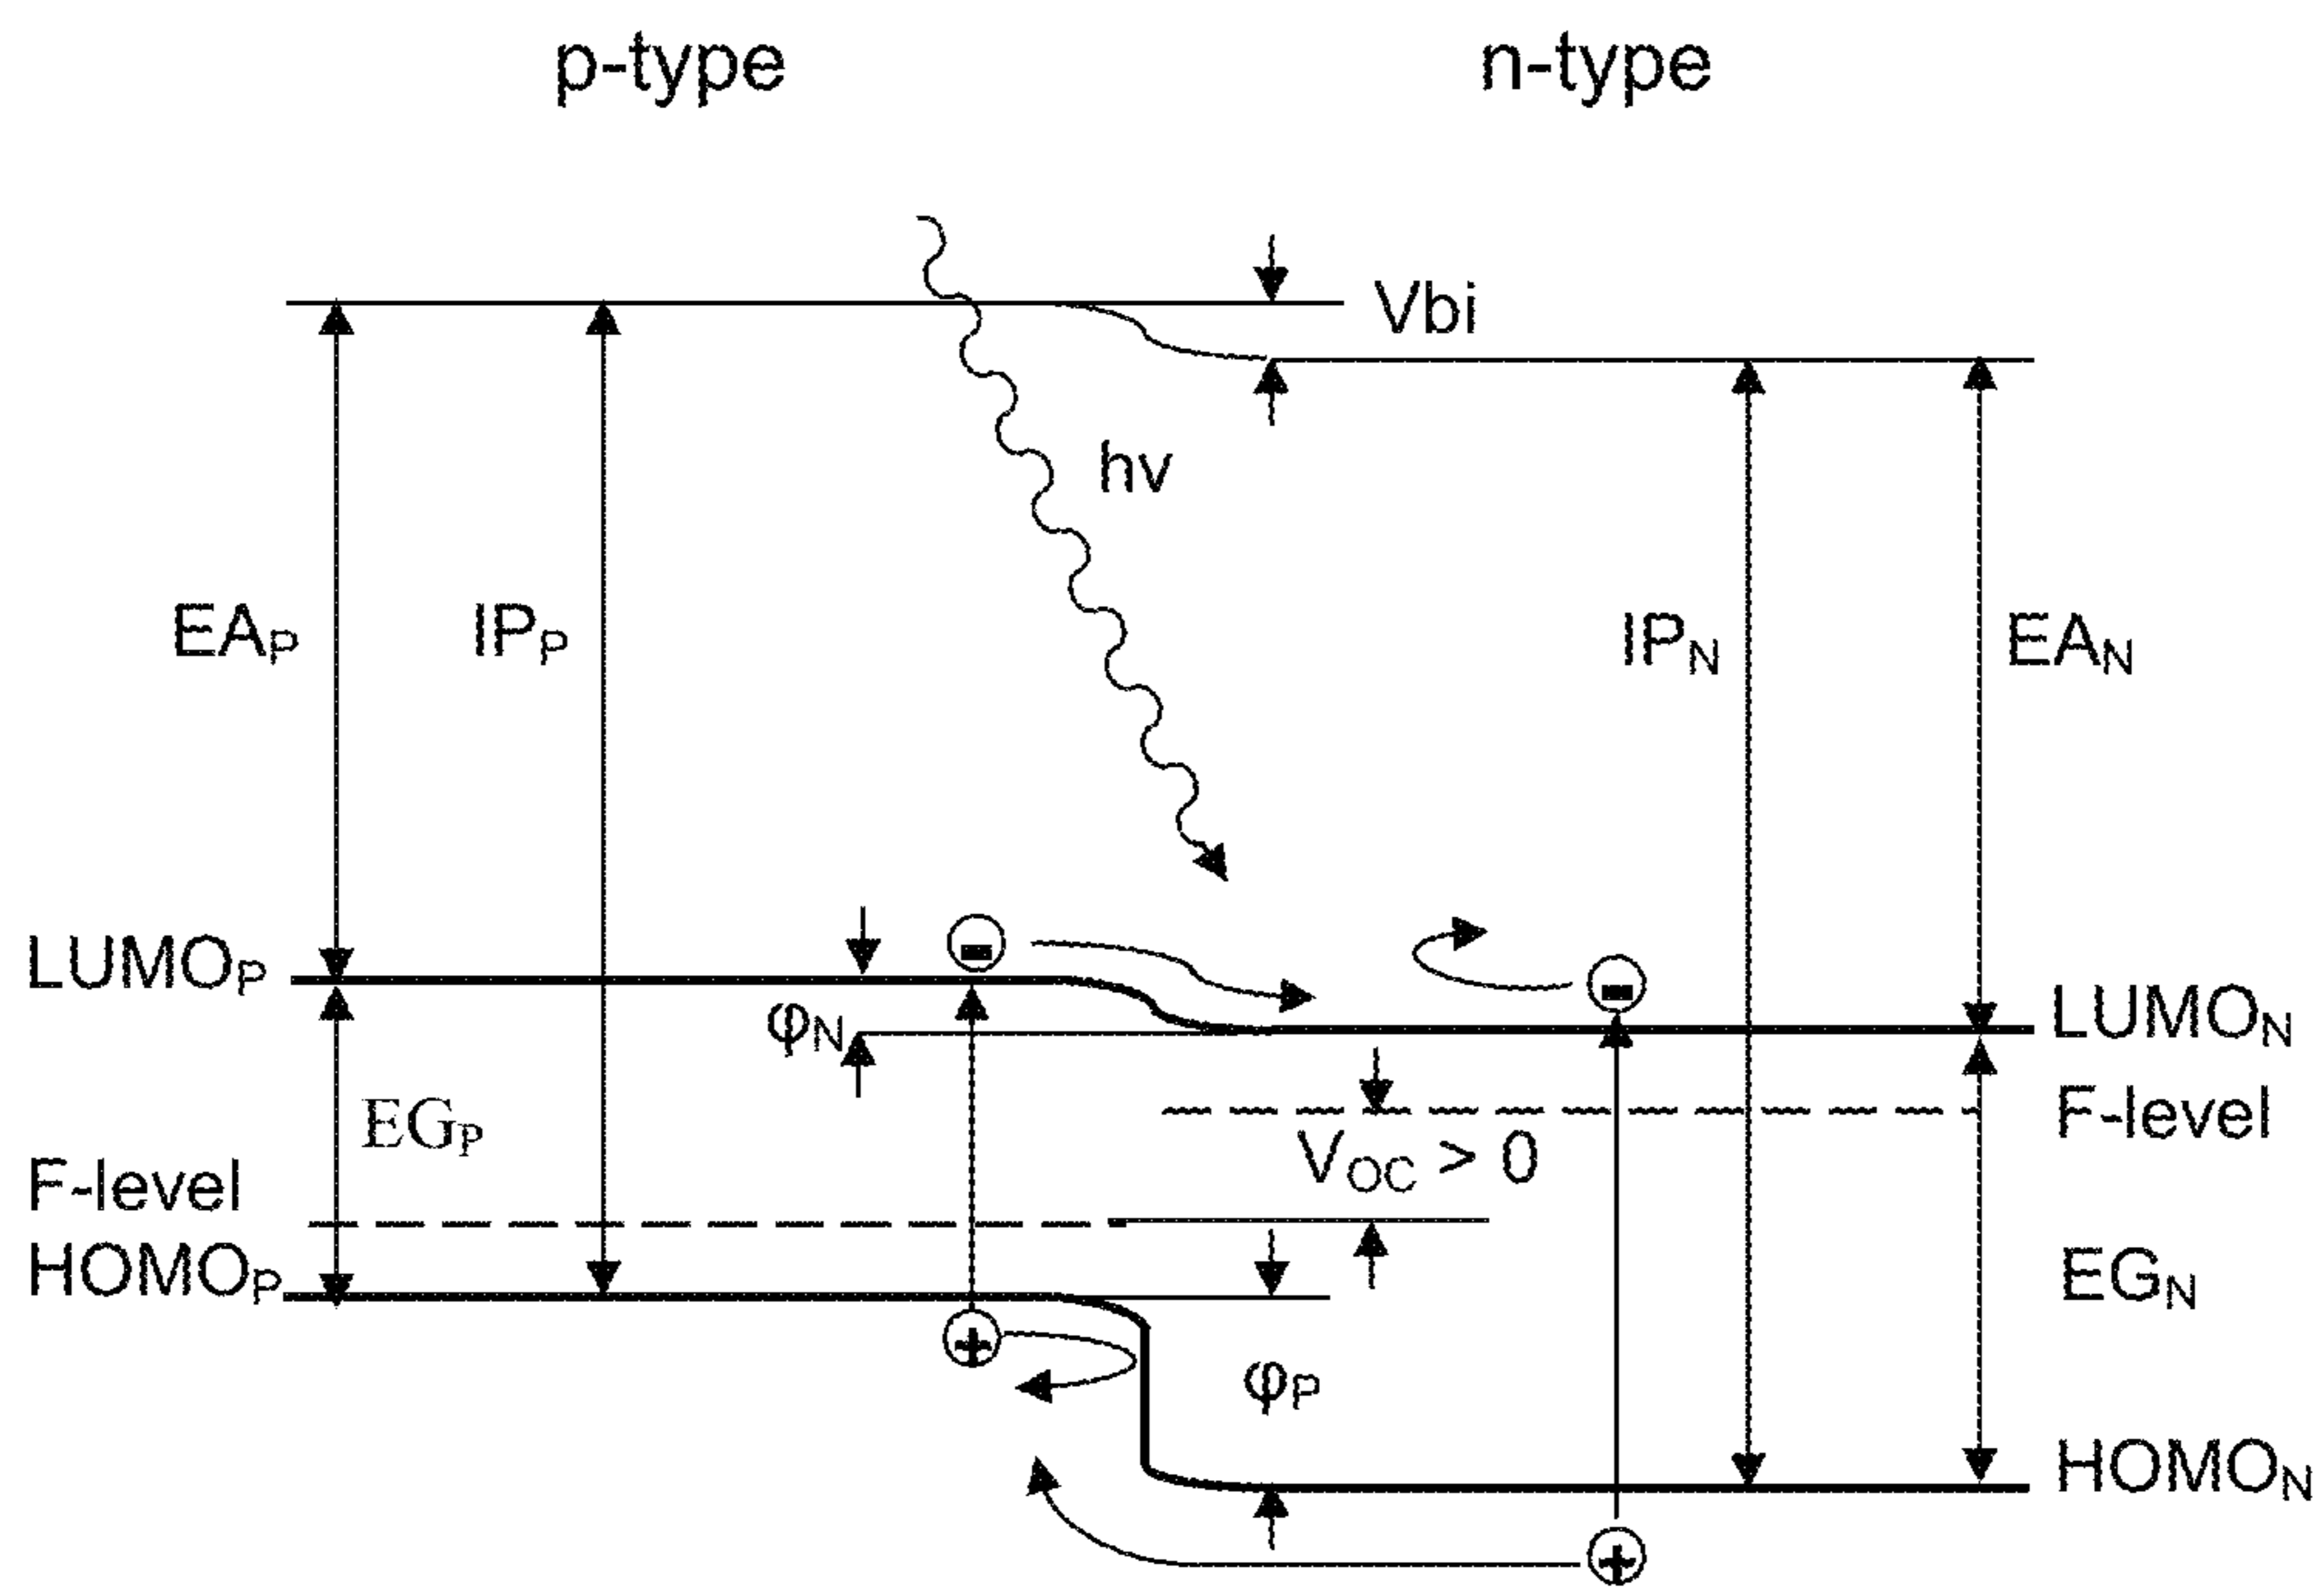 p-type n-type
Vbi
hv
EAP IPP IPN EAN
LUMOP
φN
LUMON
EGP
F-level
VOC > 0
F-level
HOMOP
EGN
φP
HOMON